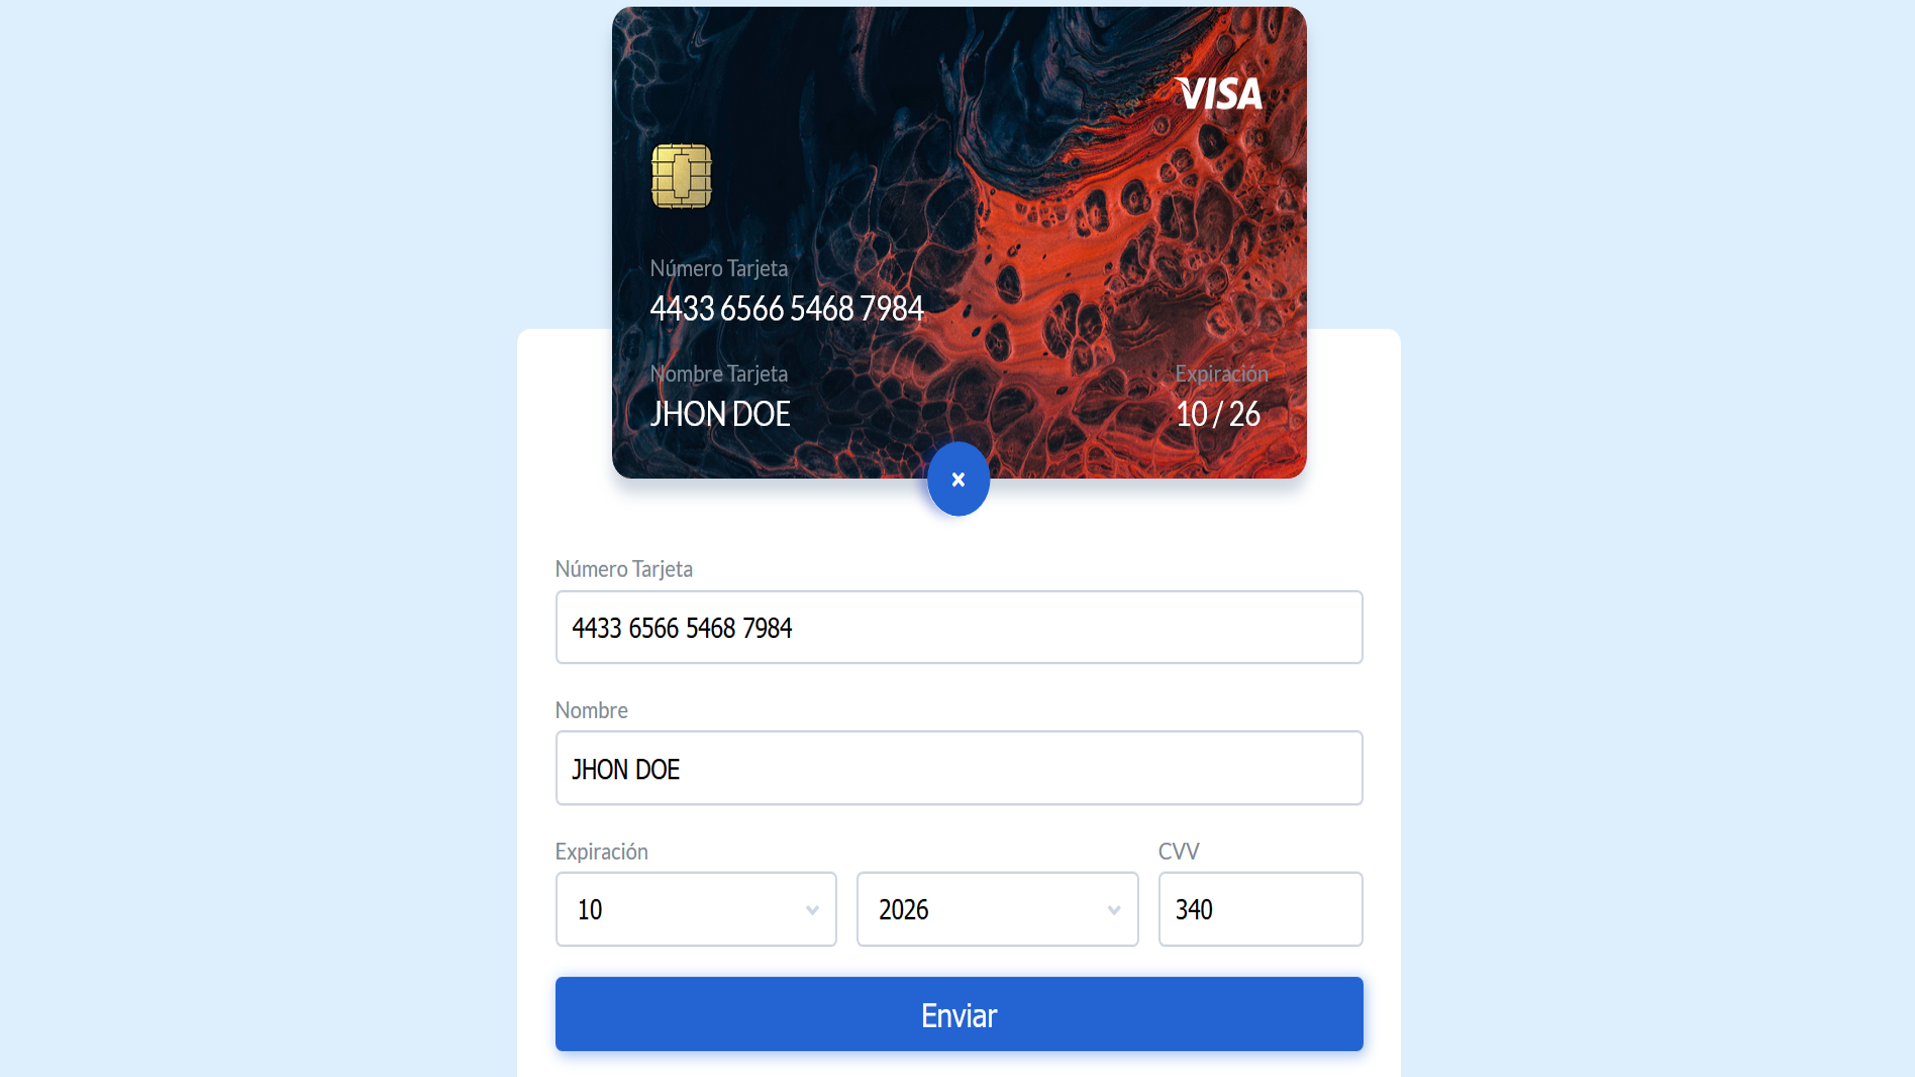 VISA
Número Tarjeta
4433 6566 5468 7984
Nombre Tarjeta
Expiración
JHON DOE
10 / 26
×
Número Tarjeta
4433 6566 5468 7984
Nombre
JHON DOE
Expiración
CVV
10
2026
340
Enviar